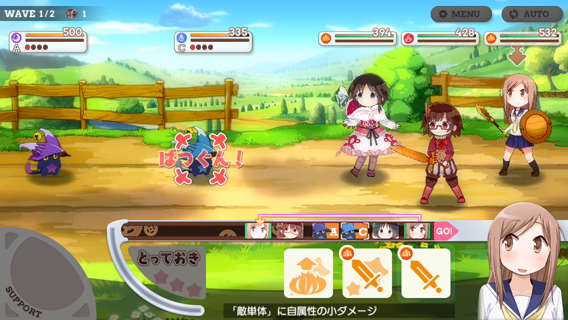 WAVE 1/2 1
MENU
AUTO
500
A
335
C
394
428
532
ばつぐん！
A
C
GO!
とっておき
SUPPORT
「敵単体」に自属性の小ダメージ